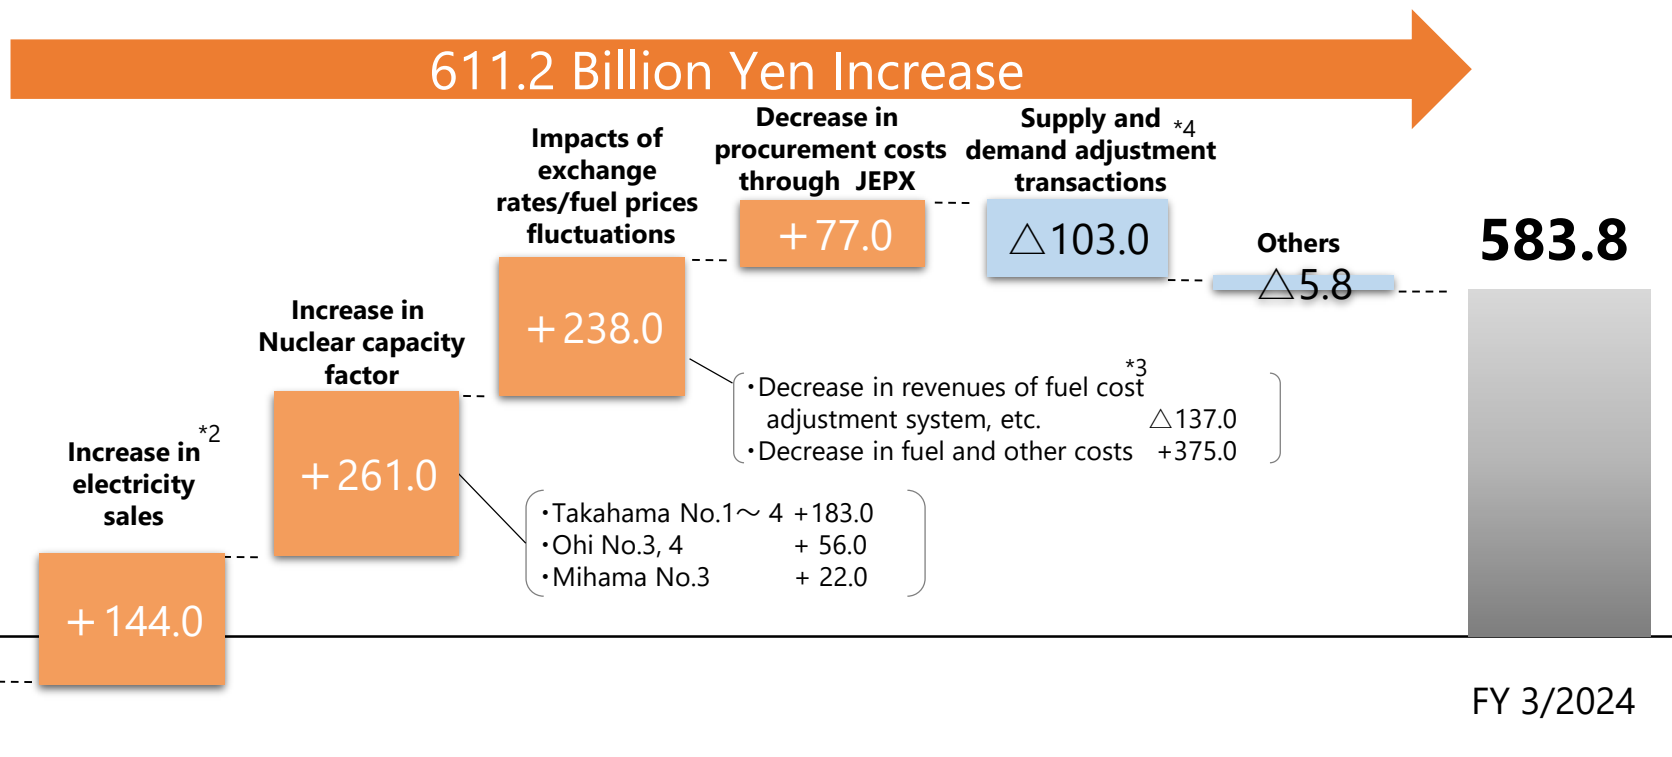 611.2 Billion Yen Increase
Increase in *2
electricity
sales
＋144.0
Increase in
Nuclear capacity
factor
＋261.0
・Takahama No.1～ 4 +183.0
・Ohi No.3, 4 + 56.0
・Mihama No.3 + 22.0
Impacts of
exchange
rates/fuel prices
fluctuations
＋238.0
・Decrease in revenues of fuel cost *3
adjustment system, etc. △137.0
・Decrease in fuel and other costs +375.0
Decrease in
procurement costs
through JEPX
＋77.0
Supply and *4
demand adjustment
transactions
△103.0
Others
△5.8
583.8
FY 3/2024